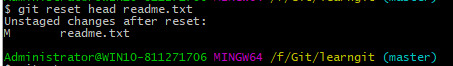 $ git reset head readme.txt
Unstaged changes after reset:
M       readme.txt
Administrator@WIN10-811271706 MINGW64 /f/Git/learngit (master)